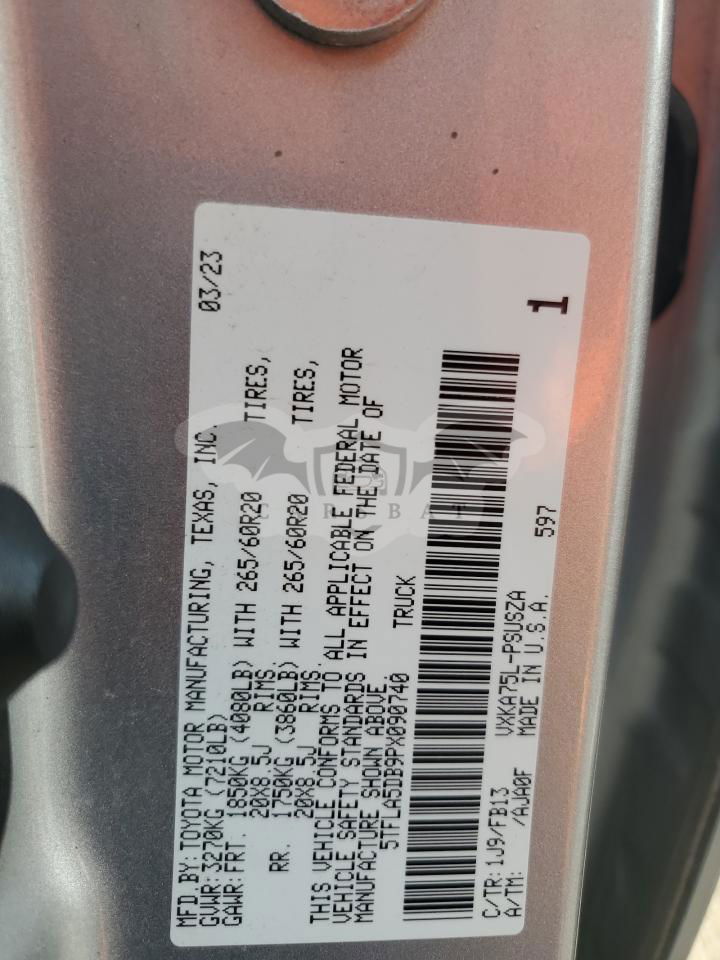 MFD.BY:TOYOTA MOTOR MANUFACTURING, TEXAS, INC. 03/23
GVWR:3270KG (7210LB)
GAWR:FRT. 1850KG (4080LB) WITH 265/60R20 TIRES,
20X8.5J RIMS.
RR. 1750KG (3860LB) WITH 265/60R20 TIRES,
20X8.5J RIMS.
THIS VEHICLE CONFORMS TO ALL APPLICABLE FEDERAL MOTOR
VEHICLE SAFETY STANDARDS IN EFFECT ON THE DATE OF
MANUFACTURE SHOWN ABOVE.
5TFLA5DB9PX090740 TRUCK
C/TR:1J9/FB13 VXKA75L-PSUSZA
A/TM: /AJA0F MADE IN U.S.A. 597
1
CARSBAT